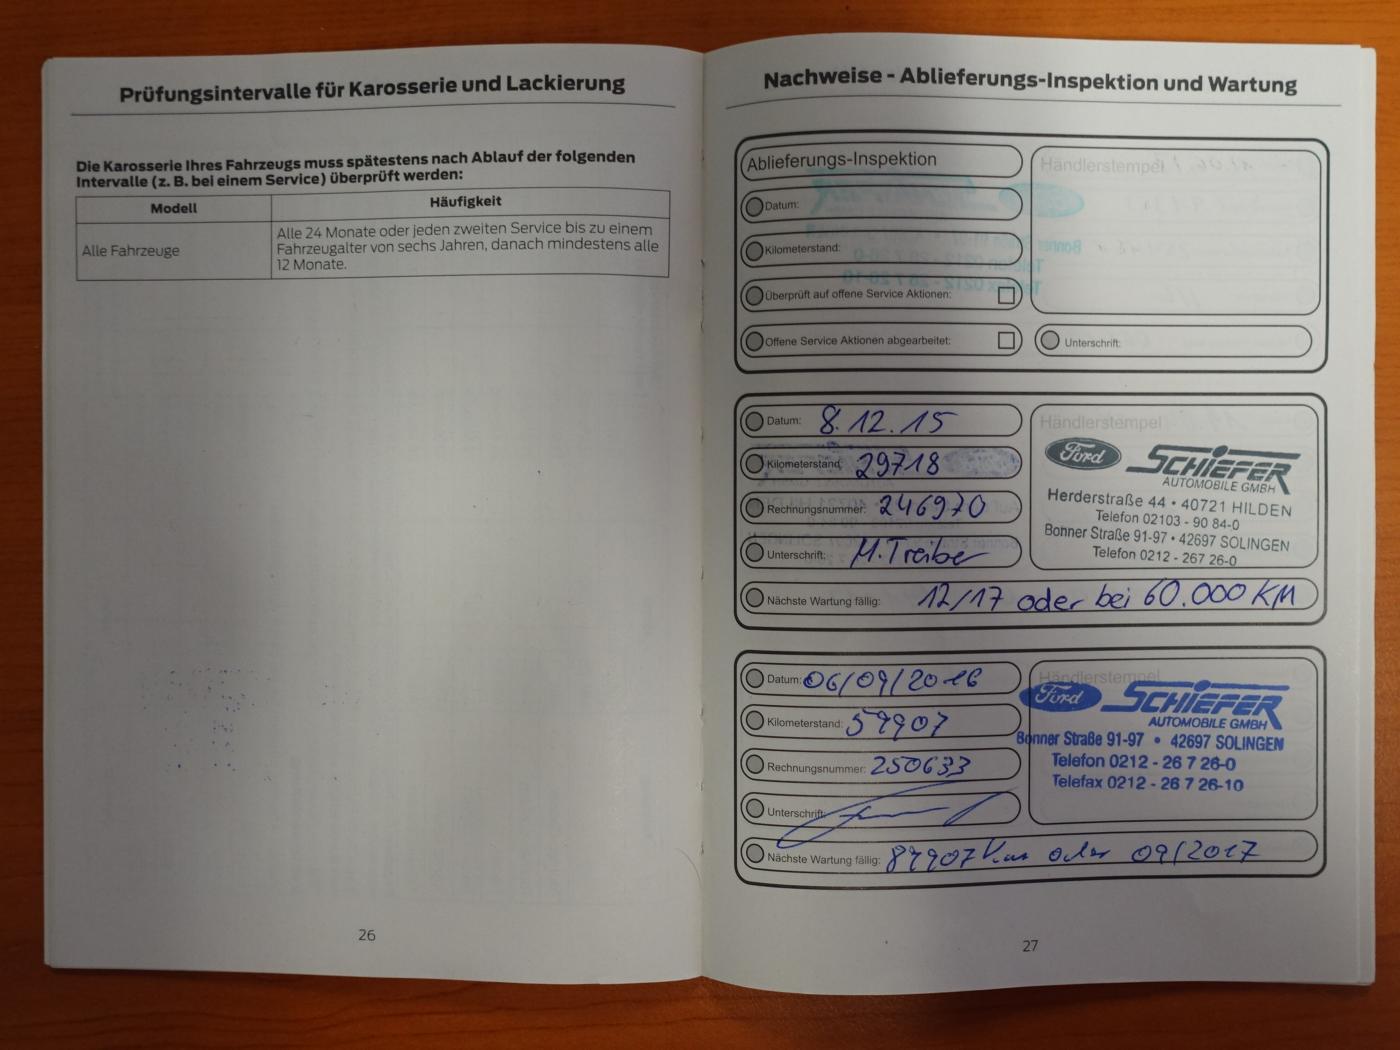 Prüfungsintervalle für Karosserie und Lackierung
Die Karosserie Ihres Fahrzeugs muss spätestens nach Ablauf der folgenden
Intervalle (z. B. bei einem Service) überprüft werden:
Modell
Häufigkeit
Alle Fahrzeuge
Alle 24 Monate oder jeden zweiten Service bis zu einem
Fahrzeugalter von sechs Jahren, danach mindestens alle
12 Monate.
26
Nachweise - Ablieferungs-Inspektion und Wartung
Ablieferungs-Inspektion
Händlerstempel
Datum:
Kilometerstand:
Überprüft auf offene Service Aktionen:
Offene Service Aktionen abgearbeitet:
Unterschrift:
Datum: 8.12.15
Kilometerstand: 29718
Rechnungsnummer: 246970
Unterschrift: M. Treiber
Händlerstempel
Ford SCHIEFER
AUTOMOBILE GMBH
Herderstraße 44 • 40721 HILDEN
Telefon 02103 - 90 84-0
Bonner Straße 91-97 • 42697 SOLINGEN
Telefon 0212 - 267 26-0
Nächste Wartung fällig: 12/17 oder bei 60.000 KM
Datum: 06/09/2016
Kilometerstand: 57907
Rechnungsnummer: 250633
Unterschrift:
Händlerstempel
Ford SCHIEFER
AUTOMOBILE GMBH
Bonner Straße 91-97 • 42697 SOLINGEN
Telefon 0212 - 26 7 26-0
Telefax 0212 - 26 7 26-10
Nächste Wartung fällig: 87907 km oder 09/2017
27